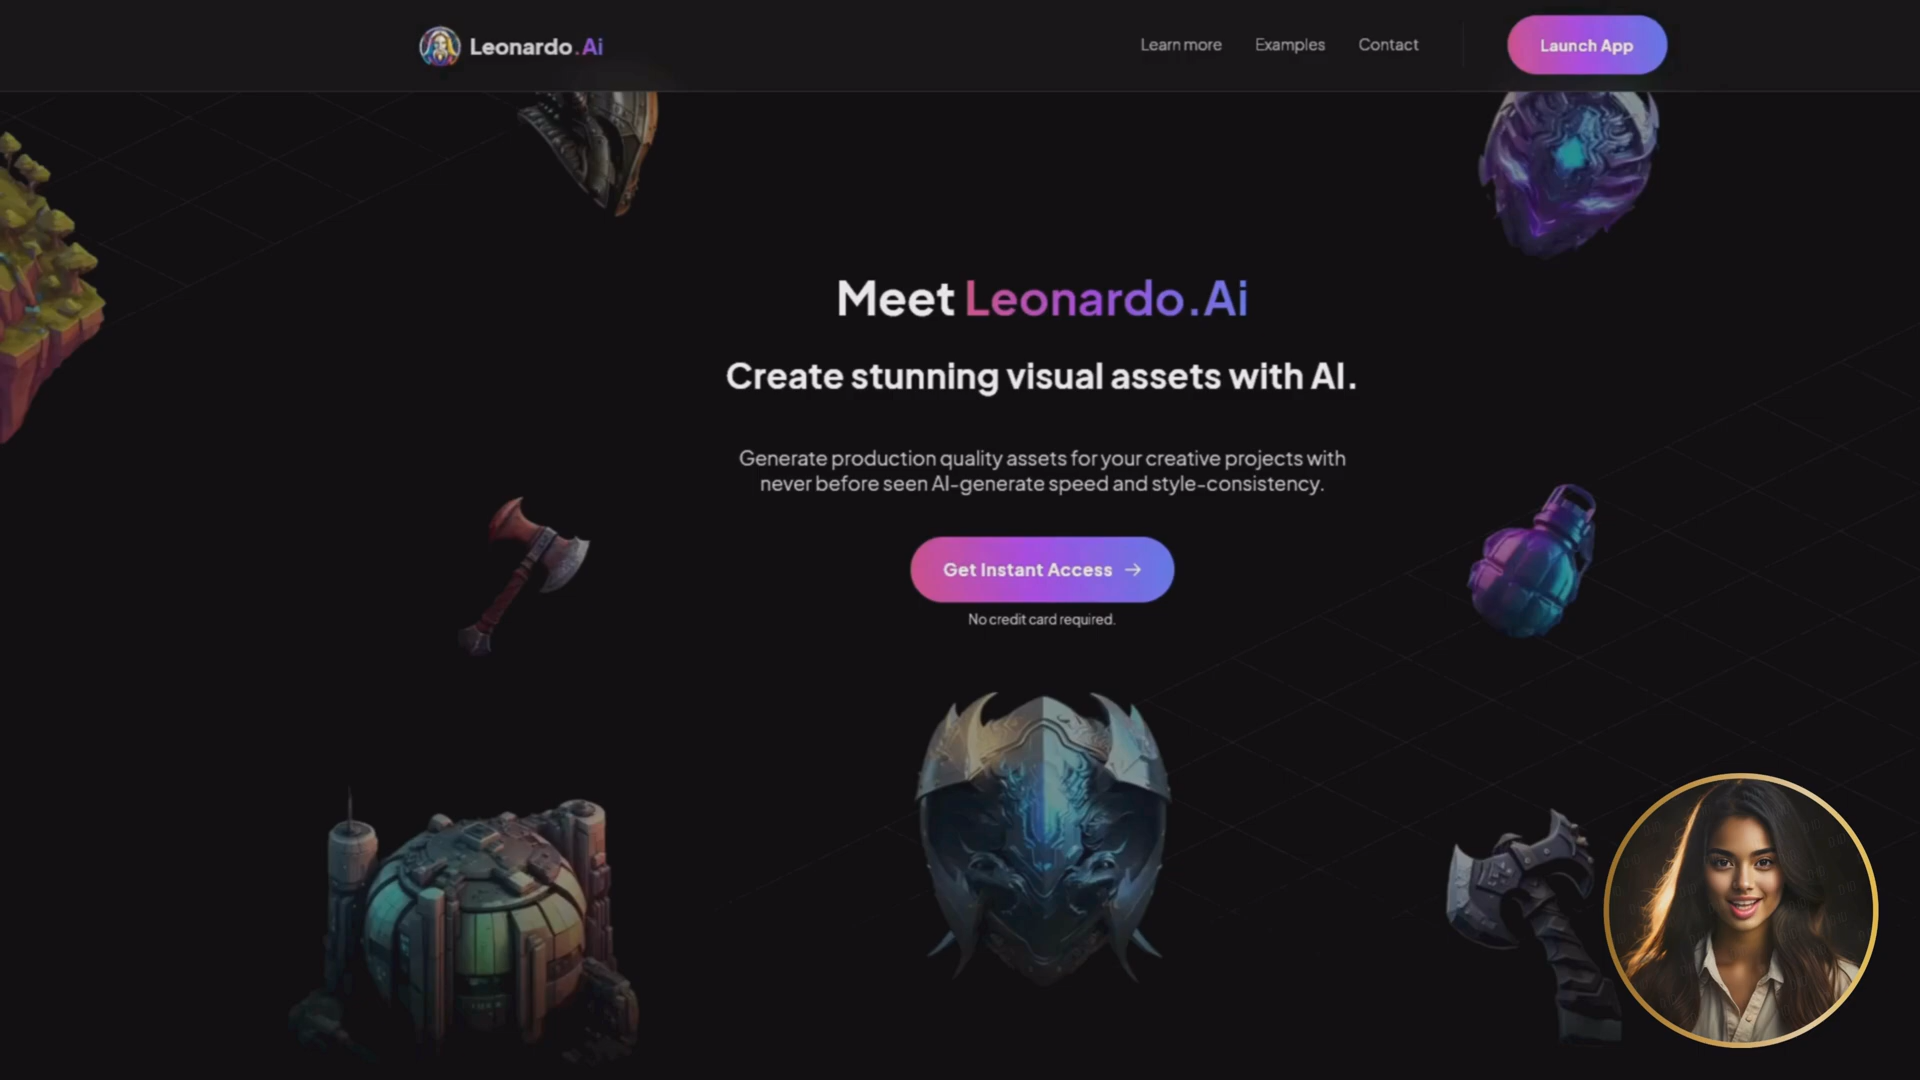 Leonardo.Ai
Learn more
Examples
Contact
Launch App
Meet Leonardo.Ai
Create stunning visual assets with AI.
Generate production quality assets for your creative projects with
never before seen AI-generate speed and style-consistency.
Get Instant Access →
No credit card required.